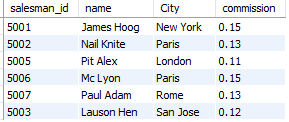 salesman_id name City commission
5001 James Hoog New York 0.15
5002 Nail Knite Paris 0.13
5005 Pit Alex London 0.11
5006 Mc Lyon Paris 0.15
5007 Paul Adam Rome 0.13
5003 Lauson Hen San Jose 0.12